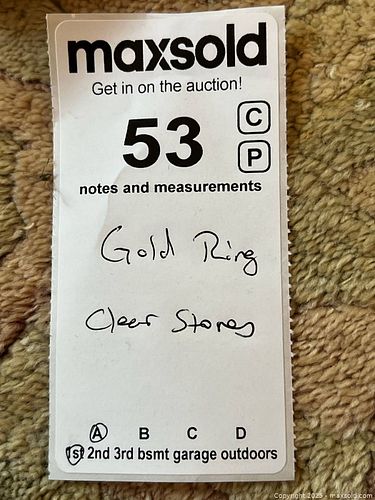 maxsold
Get in on the auction!
53
C
P
notes and measurements
Gold Ring
Clear Stones
A B C D
1st 2nd 3rd bsmt garage outdoors
Copyright 2025 - maxsold.com